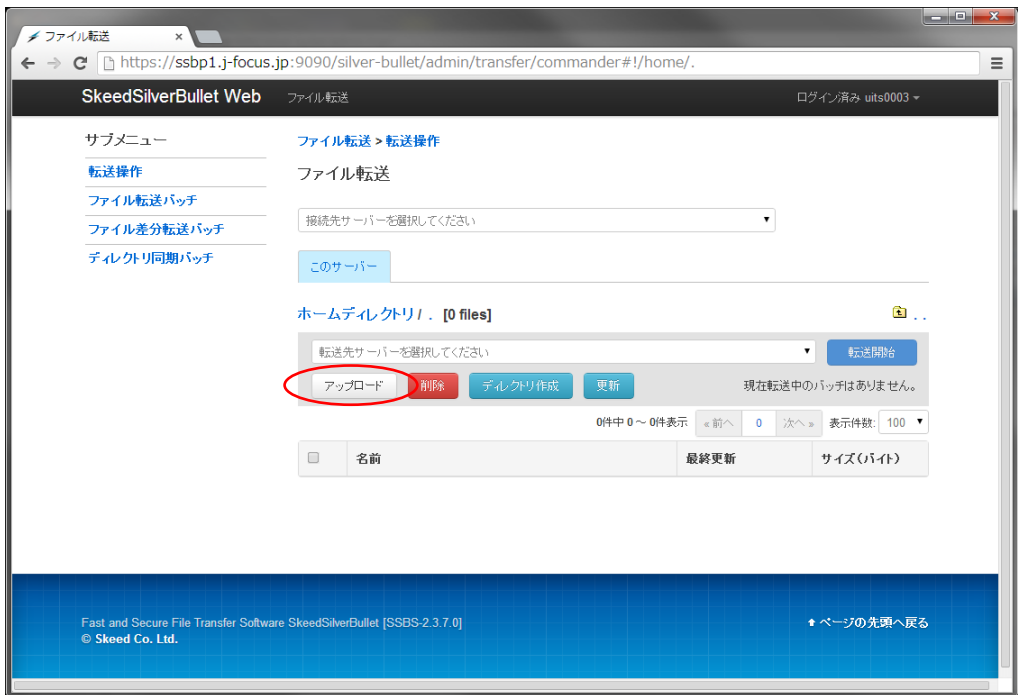 ファイル転送 ×
https://ssbp1.j-focus.jp:9090/silver-bullet/admin/transfer/commander#!/home/.
SkeedSilverBullet Web ファイル転送 ログイン済み uits0003
サブメニュー
転送操作
ファイル転送バッチ
ファイル差分転送バッチ
ディレクトリ同期バッチ
ファイル転送 > 転送操作
ファイル転送
接続先サーバーを選択してください
このサーバー
ホームディレクトリ / . [0 files] . .
転送先サーバーを選択してください 転送開始
アップロード 削除 ディレクトリ作成 更新 現在転送中のバッチはありません。
0件中 0 ~ 0件表示 « 前へ 0 次へ » 表示件数: 100
名前 最終更新 サイズ(バイト)
Fast and Secure File Transfer Software SkeedSilverBullet [SSBS-2.3.7.0]
© Skeed Co. Ltd.
ページの先頭へ戻る